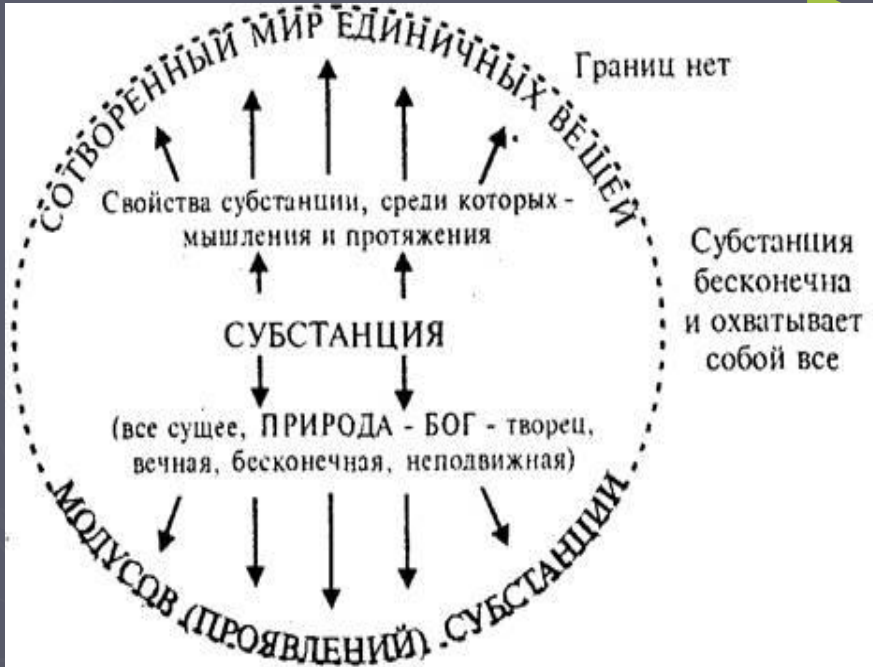 СОТВОРЕННЫЙ МИР ЕДИНИЧНЫХ ВЕЩЕЙ
Границ нет
Свойства субстанции, среди которых -
мышления и протяжения
Субстанция
бесконечна
и охватывает
собой все
СУБСТАНЦИЯ
(все сущее, ПРИРОДА - БОГ - творец,
вечная, бесконечная, неподвижная)
МОДУСОВ (ПРОЯВЛЕНИЙ) СУБСТАНЦИИ